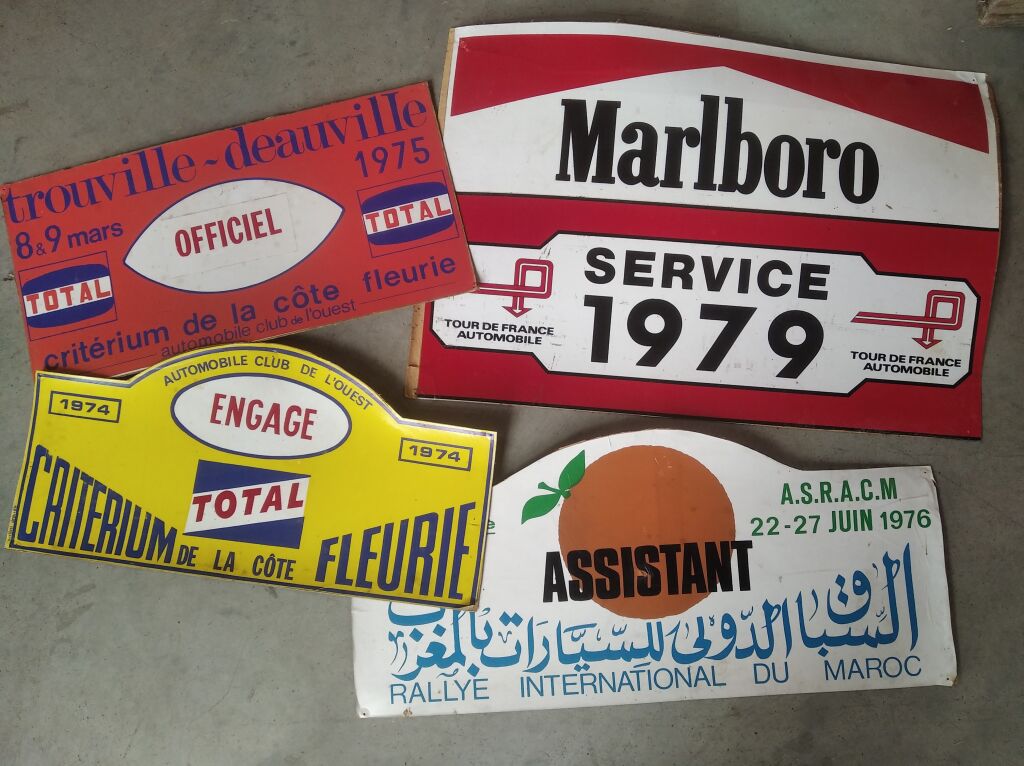 trouville~deauville
1975
8&9 mars
OFFICIEL
TOTAL
TOTAL
critérium de la côte fleurie
automobile club de l'ouest
Marlboro
SERVICE
1979
TOUR DE FRANCE
AUTOMOBILE
TOUR DE FRANCE
AUTOMOBILE
AUTOMOBILE CLUB DE L'OUEST
1974
ENGAGE
1974
TOTAL
CRITERIUM DE LA CÔTE FLEURIE
A.S.R.A.C.M
22-27 JUIN 1976
ASSISTANT
السباق الدولي للسيارات بالمغرب
RALLYE INTERNATIONAL DU MAROC